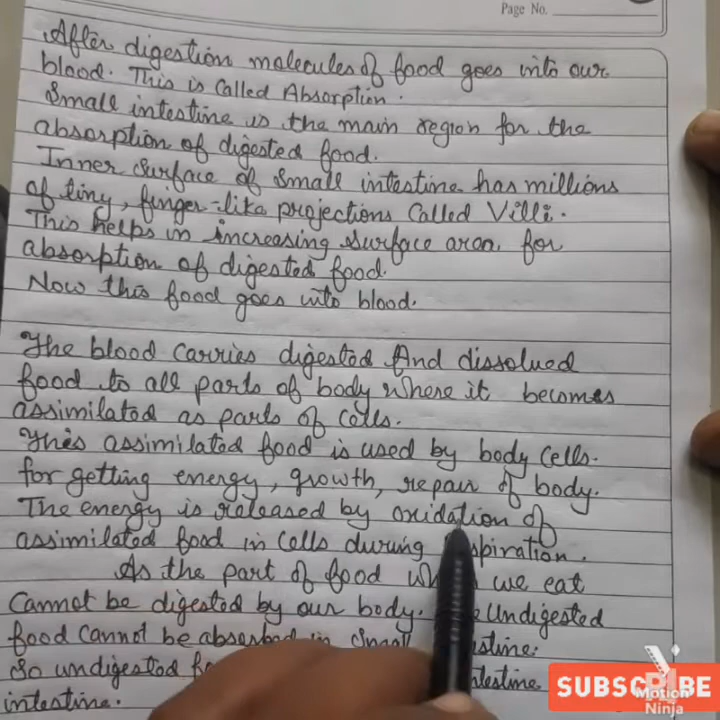 Page No.
After digestion molecules of food goes into our
blood. This is Called Absorption.
Small intestine is the main region for the
absorption of digested food.
Inner Surface of Small intestine has millions
of tiny, finger-like projections Called Villi.
This helps in increasing surface area for
absorption of digested food.
Now this food goes into blood.
The blood carries digested And dissolved
food to all parts of body where it becomes
assimilated as parts of cells.
This assimilated food is used by body cells.
for getting energy, growth, repair of body.
The energy is released by oxidation of
assimilated food in cells during
As the part of food we eat
Cannot be digested by our body. Undigested
food cannot be absorbed in Small
So undigested
intestine.
SUBSCRIBE
Motion
Ninja